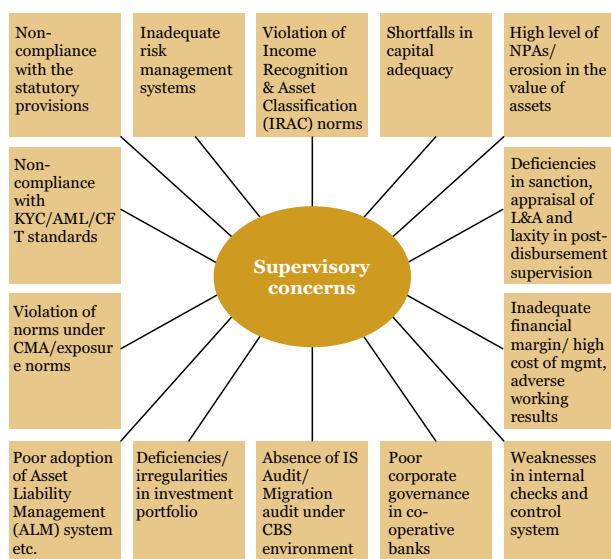 Non-
compliance
with the
statutory
provisions
Inadequate
risk
management
systems
Violation of
Income
Recognition
& Asset
Classification
(IRAC) norms
Shortfalls in
capital
adequacy
High level of
NPAs/
erosion in the
value of
assets
Non-
compliance
with
KYC/AML/CF
T standards
Supervisory
concerns
Deficiencies
in sanction,
appraisal of
L&A and
laxity in post-
disbursement
supervision
Violation of
norms under
CMA/exposur
e norms
Inadequate
financial
margin/ high
cost of mgmt,
adverse
working
results
Poor adoption
of Asset
Liability
Management
(ALM) system
etc.
Deficiencies/
irregularities
in investment
portfolio
Absence of IS
Audit/
Migration
audit under
CBS
environment
Poor
corporate
governance
in co-
operative
banks
Weaknesses
in internal
checks and
control
system